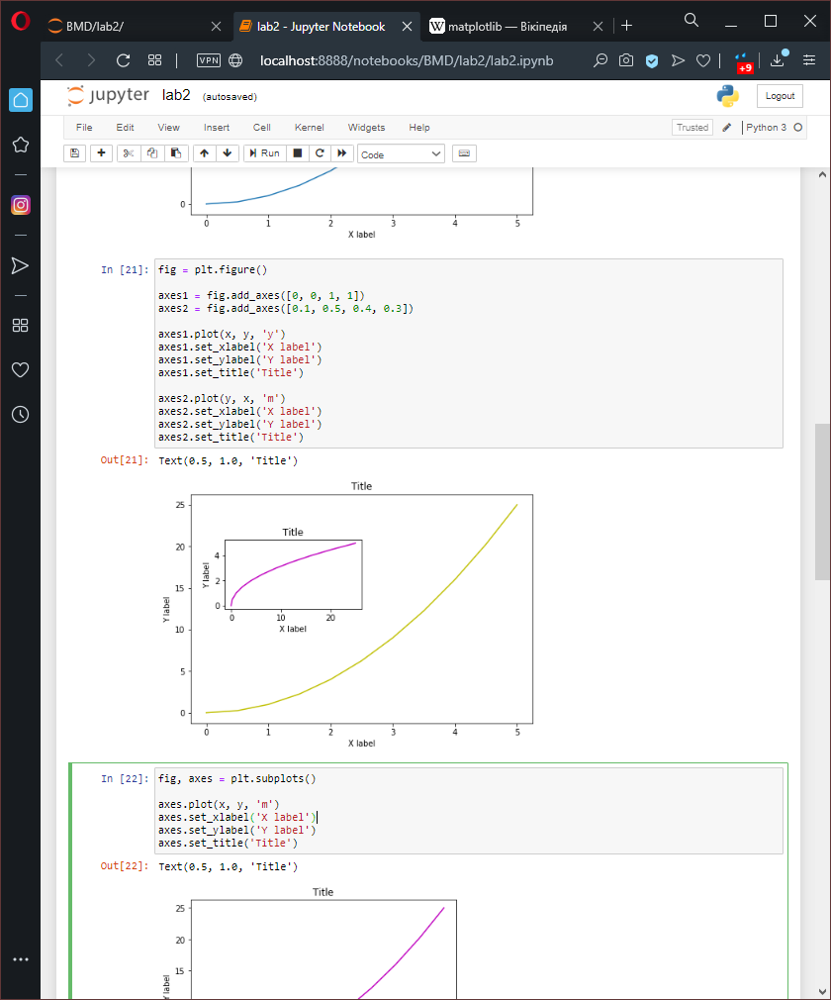 BMD/lab2/
lab2 - Jupyter Notebook
W matplotlib — Вікіпедія
VPN
localhost:8888/notebooks/BMD/lab2/lab2.ipynb
+9
jupyter lab2 (autosaved)
Logout
File Edit View Insert Cell Kernel Widgets Help
Trusted
Python 3
Run
Code
0
0 1 2 3 4 5
X label
In [21]: fig = plt.figure()
axes1 = fig.add_axes([0, 0, 1, 1])
axes2 = fig.add_axes([0.1, 0.5, 0.4, 0.3])
axes1.plot(x, y, 'y')
axes1.set_xlabel('X label')
axes1.set_ylabel('Y label')
axes1.set_title('Title')
axes2.plot(y, x, 'm')
axes2.set_xlabel('X label')
axes2.set_ylabel('Y label')
axes2.set_title('Title')
Out[21]: Text(0.5, 1.0, 'Title')
Title
25
20
15
10
5
0
Y label
Title
4
2
0
Y label
0 10 20
X label
0 1 2 3 4 5
X label
In [22]: fig, axes = plt.subplots()
axes.plot(x, y, 'm')
axes.set_xlabel('X label')
axes.set_ylabel('Y label')
axes.set_title('Title')
Out[22]: Text(0.5, 1.0, 'Title')
Title
25
20
15
Y label